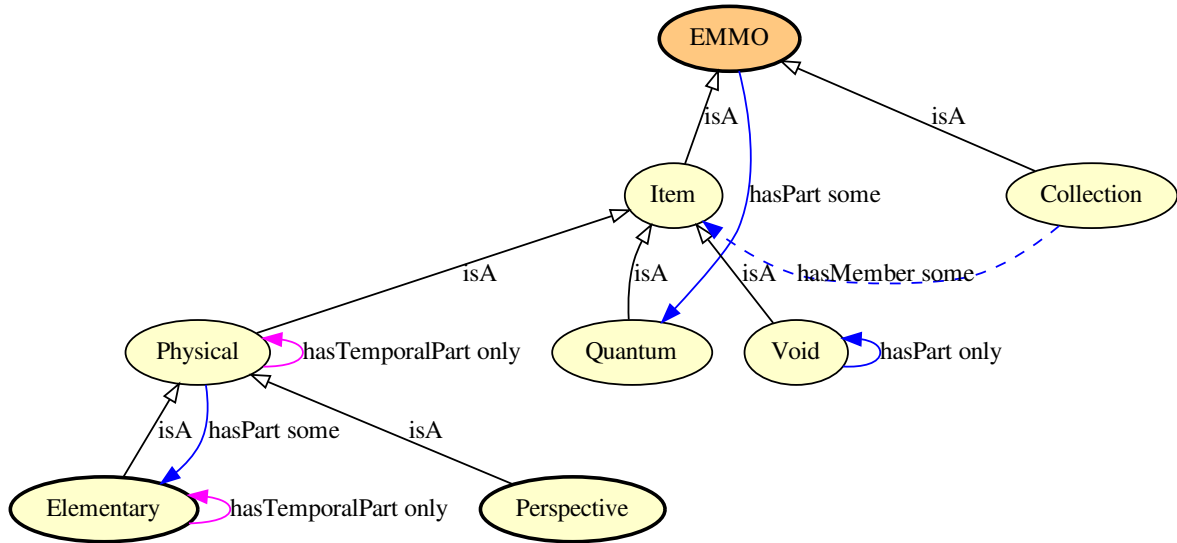 EMMO
isA
isA
Item
hasPart some
Collection
isA
isA
isA
hasMember some
Physical
hasTemporalPart only
Quantum
Void
hasPart only
isA
hasPart some
isA
Elementary
hasTemporalPart only
Perspective